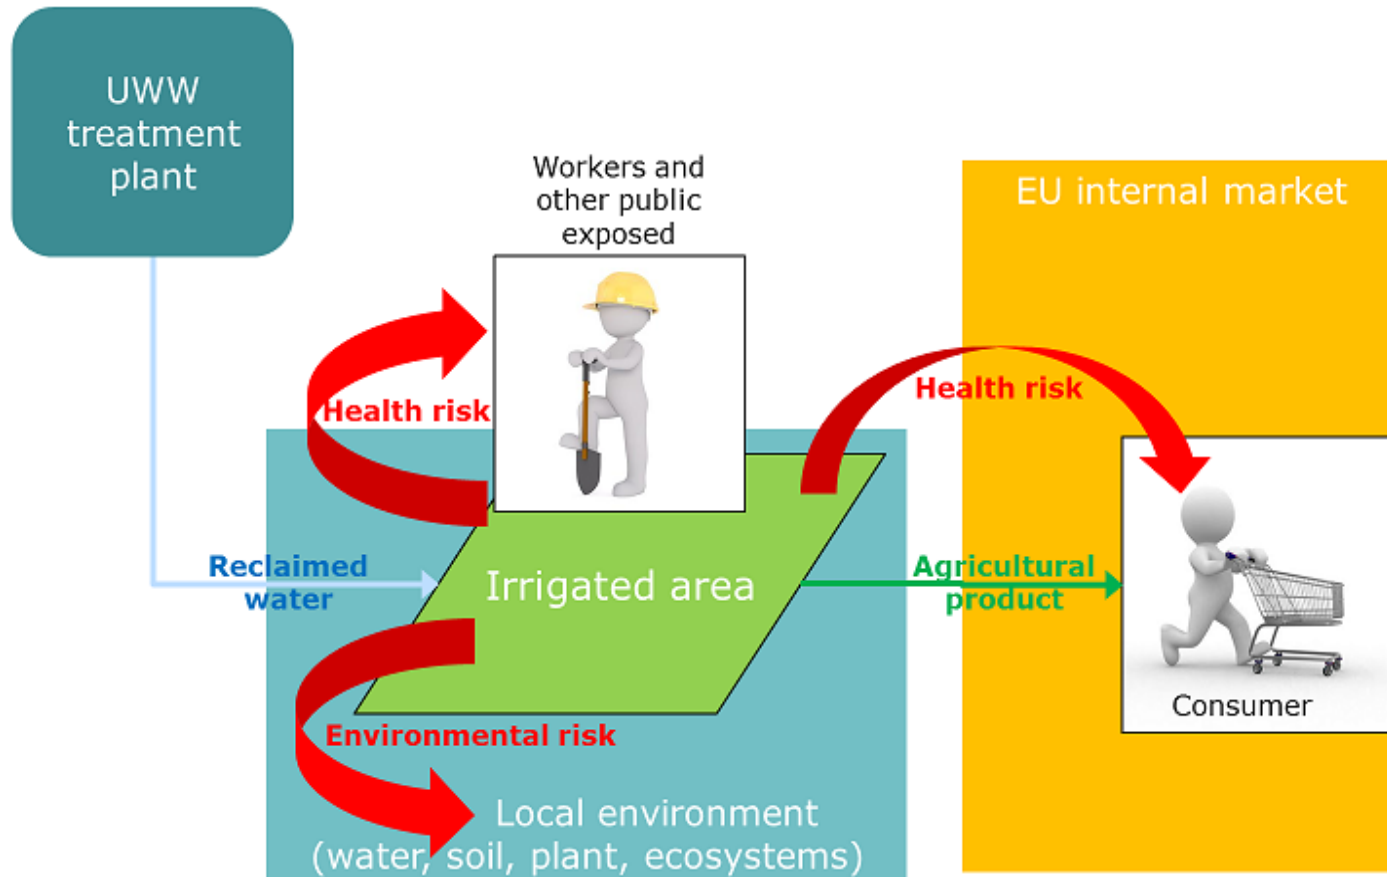 UWW
treatment
plant
Workers and
other public
exposed
EU internal market
Health risk
Health risk
Reclaimed
water
Irrigated area
Agricultural
product
Consumer
Environmental risk
Local environment
(water, soil, plant, ecosystems)